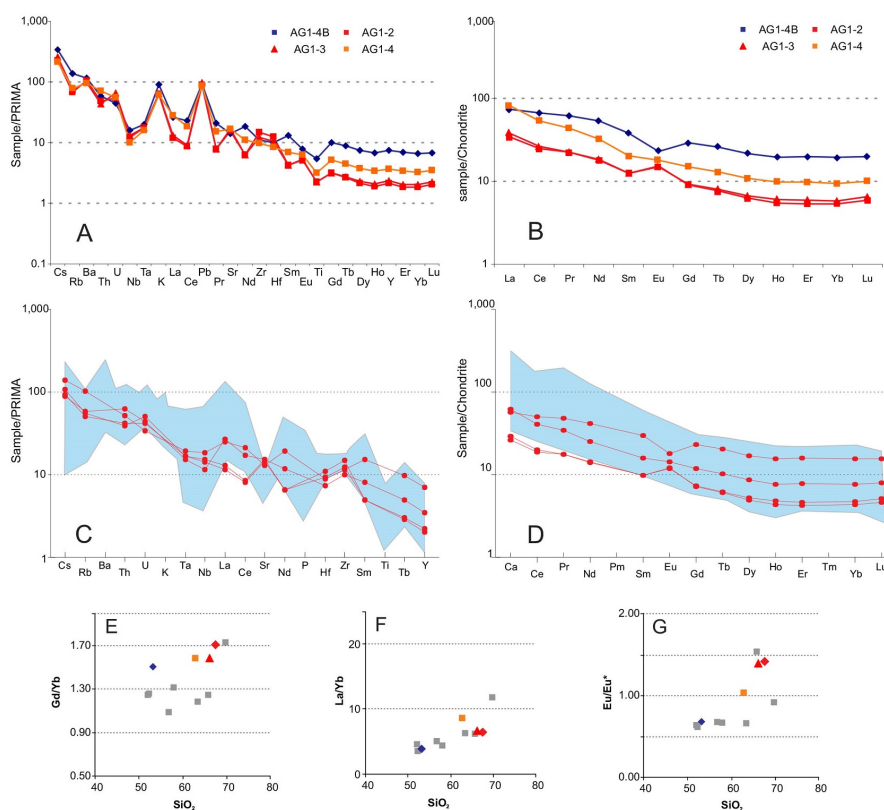 AG1-4B AG1-2
AG1-3 AG1-4
Sample/PRIMA
1,000
100
10
1
0.1
A
Cs Ba U Ta La Pb Sr Zr Sm Ti Tb Ho Er Lu
Rb Th Nb K Ce Pr Nd Hf Eu Gd Dy Y Yb
AG1-4B AG1-2
AG1-3 AG1-4
sample/Chondrite
1,000
100
10
1
B
La Ce Pr Nd Sm Eu Gd Tb Dy Ho Er Yb Lu
Sample/PRIMA
1,000
100
10
1
C
Cs Rb Ba Th U K Ta Nb La Ce Sr Nd P Hf Zr Sm Ti Tb Y
Sample/Chondrite
1,000
100
10
1
D
Ca Ce Pr Nd Pm Sm Eu Gd Tb Dy Ho Er Tm Yb Lu
E
Gd/Yb
1.70
1.30
0.90
0.50
40 50 60 70 80
SiO₂
F
La/Yb
20
10
0
40 50 60 70 80
SiO₂
G
Eu/Eu*
2.00
1.00
0.00
40 50 60 70 80
SiO₂